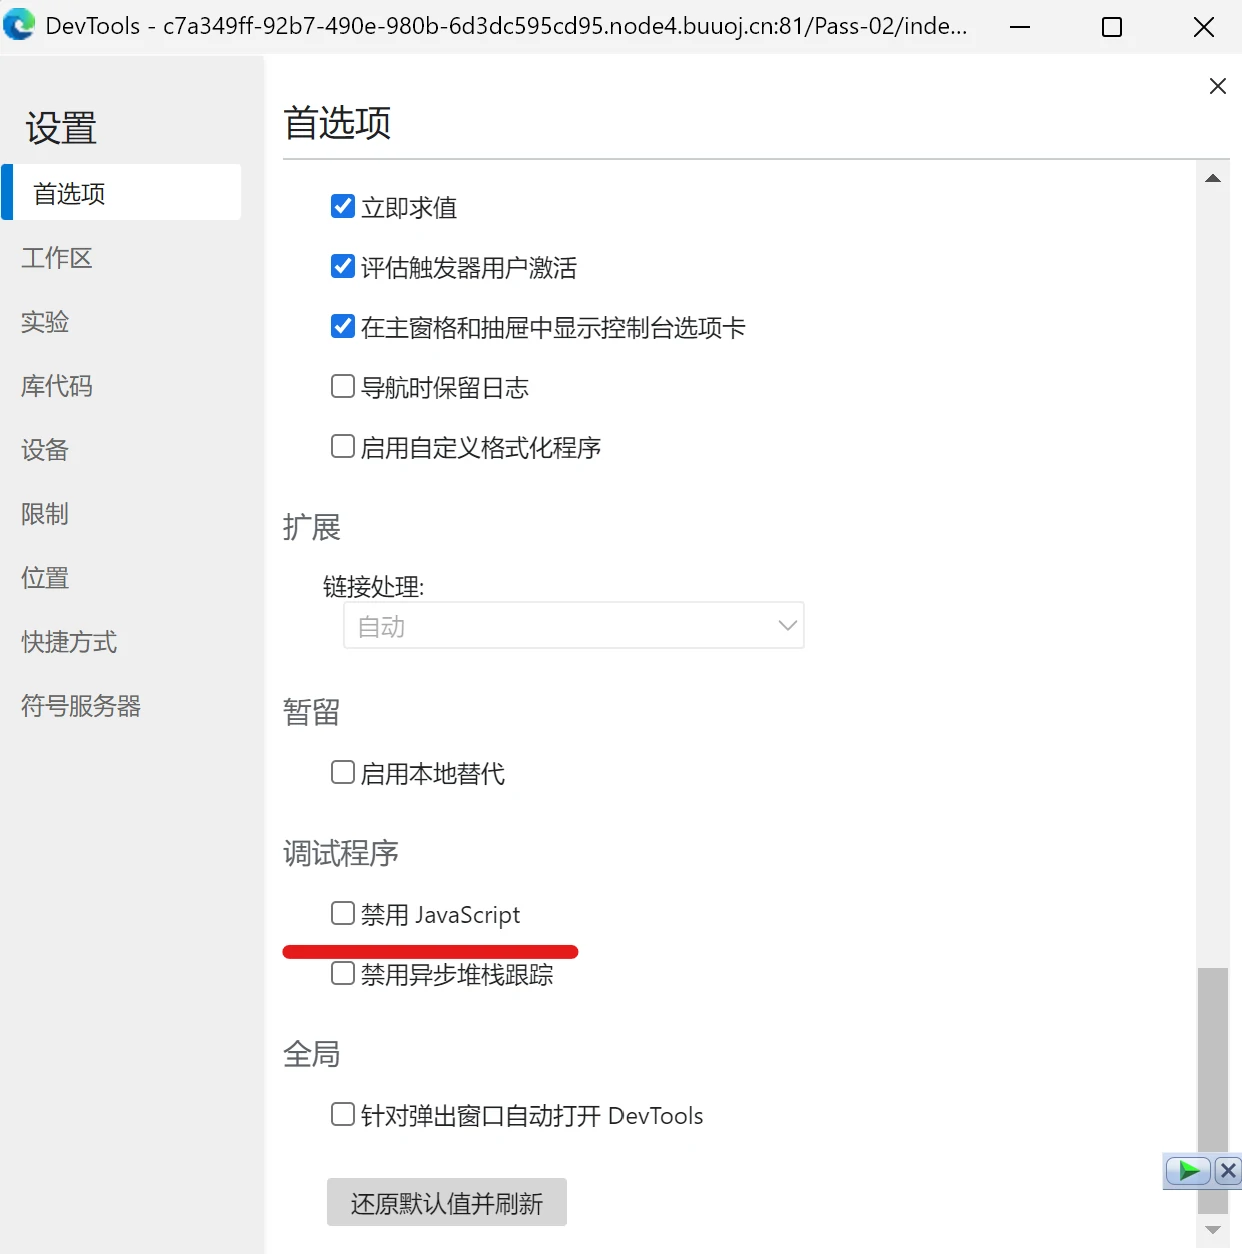 DevTools - c7a349ff-92b7-490e-980b-6d3dc595cd95.node4.buuoj.cn:81/Pass-02/inde...
设置
首选项
工作区
实验
库代码
设备
限制
位置
快捷方式
符号服务器
首选项
立即求值
评估触发器用户激活
在主窗格和抽屉中显示控制台选项卡
导航时保留日志
启用自定义格式化程序
扩展
链接处理:
自动
暂留
启用本地替代
调试程序
禁用 JavaScript
禁用异步堆栈跟踪
全局
针对弹出窗口自动打开 DevTools
还原默认值并刷新